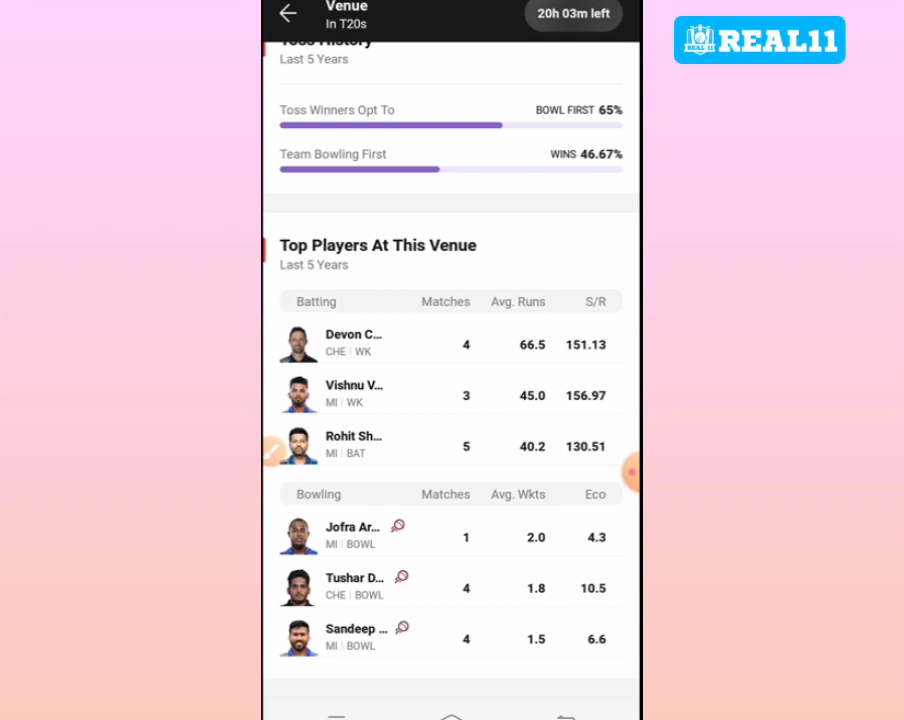 Venue
In T20s
20h 03m left
REAL11
Toss History
Last 5 Years
Toss Winners Opt To BOWL FIRST 65%
Team Bowling First WINS 46.67%
Top Players At This Venue
Last 5 Years
Batting Matches Avg. Runs S/R
Devon C...
CHE | WK
4 66.5 151.13
Vishnu V...
MI | WK
3 45.0 156.97
Rohit Sh...
MI | BAT
5 40.2 130.51
Bowling Matches Avg. Wkts Eco
Jofra Ar...
MI | BOWL
1 2.0 4.3
Tushar D...
CHE | BOWL
4 1.8 10.5
Sandeep ...
MI | BOWL
4 1.5 6.6